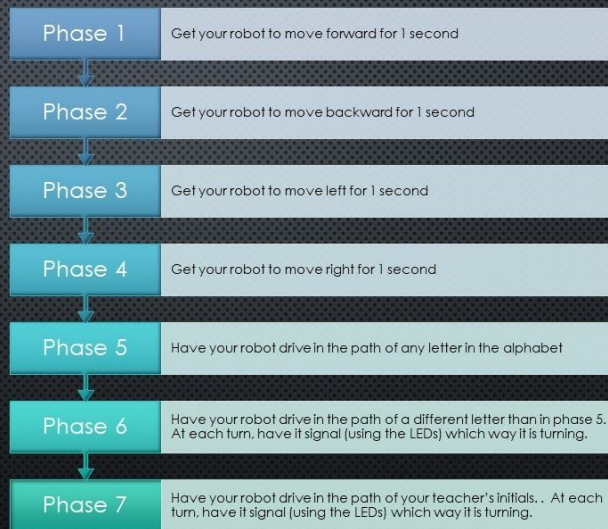 Phase 1
Get your robot to move forward for 1 second
Phase 2
Get your robot to move backward for 1 second
Phase 3
Get your robot to move left for 1 second
Phase 4
Get your robot to move right for 1 second
Phase 5
Have your robot drive in the path of any letter in the alphabet
Phase 6
Have your robot drive in the path of a different letter than in phase 5.
At each turn, have it signal (using the LEDs) which way it is turning.
Phase 7
Have your robot drive in the path of your teacher's initials. . At each
turn, have it signal (using the LEDs) which way it is turning.